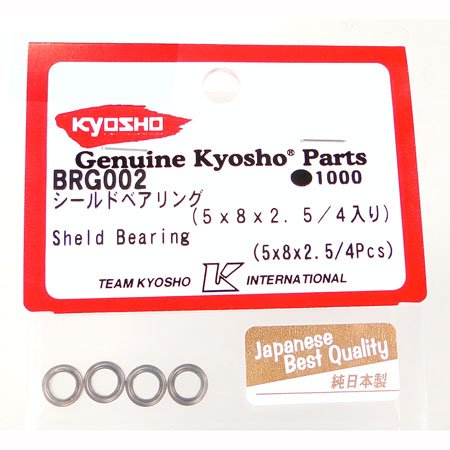 KYOSHO
Genuine Kyosho® Parts
BRG002 ●1000
シールドベアリング
(5x8x2.5/4入り)
Sheld Bearing
(5x8x2.5/4Pcs)
TEAM KYOSHO K INTERNATIONAL
Japanese
Best Quality
純日本製